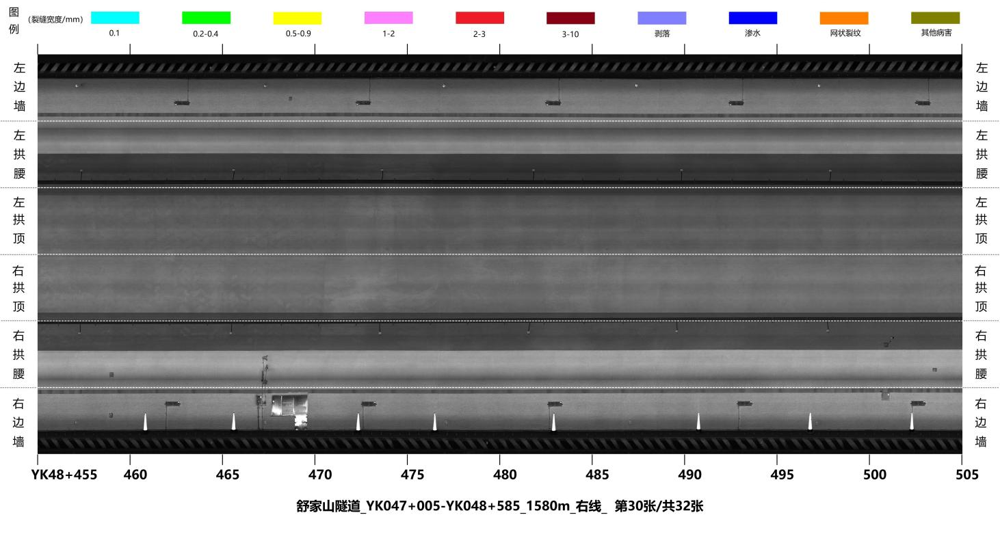 图例
(裂缝宽度/mm)
0.1
0.2-0.4
0.5-0.9
1-2
2-3
3-10
剥落
渗水
网状裂纹
其他病害
左边墙
左边墙
左拱腰
左拱腰
左拱顶
左拱顶
右拱顶
右拱顶
右拱腰
右拱腰
右边墙
右边墙
YK48+455 460 465 470 475 480 485 490 495 500 505
舒家山隧道_YK047+005-YK048+585_1580m_右线_ 第30张/共32张